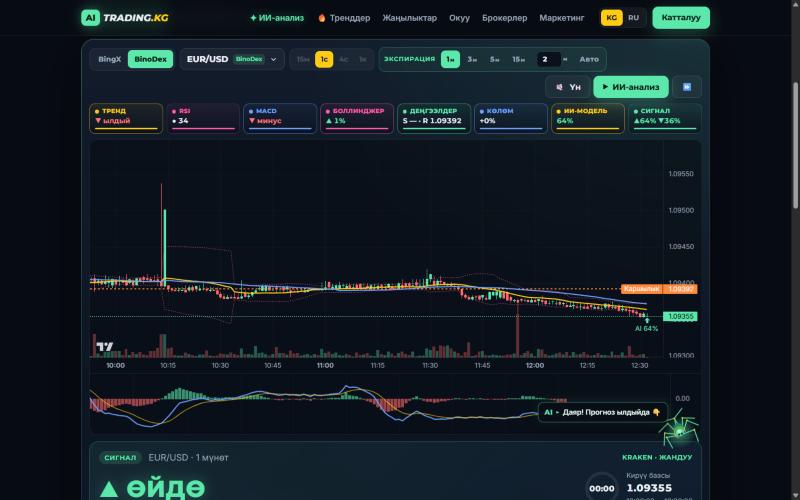 AI TRADING.KG
ИИ-анализ Тренддер Жаңылыктар Окуу Брокерлер Маркетинг KG RU Катталуу
BingX BinoDex EUR/USD BinoDex 15м 1с 4с 1к ЭКСПИРАЦИЯ 1м 3м 5м 15м 2 м Авто
Үн ИИ-анализ
ТРЕНД RSI MACD БОЛЛИНДЖЕР ДЕҢГЭЭЛДЕР КӨЛӨМ ИИ-МОДЕЛЬ СИГНАЛ
▼ ылдый 34 ▼ минус ▲ 1% S — · R 1.09392 +0% 64% ▲64% ▼36%
1.09550
1.09500
1.09450
1.09400
Каршылык 1.09392
1.09355
AI 64%
1.09300
10:00 10:15 10:30 10:45 11:00 11:15 11:30 11:45 12:00 12:15 12:30
0.00
AI Даяр! Прогноз ылдыйда 👇
СИГНАЛ EUR/USD · 1 мүнөт KRAKEN · ЖАНДУУ
▲ ӨЙДӨ
00:00
Кирүү баасы
1.09355